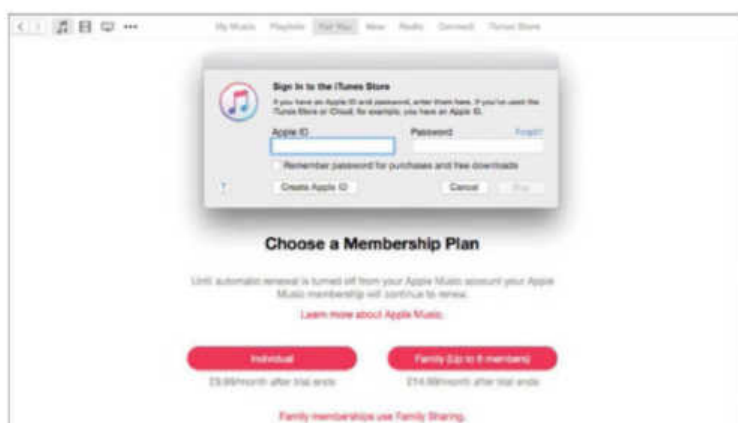 My Music Playlists For You New Radio Connect iTunes Store
Sign In to the iTunes Store
If you have an Apple ID and password, enter them here. If you've used the
iTunes Store or iCloud, for example, you have an Apple ID.
Apple ID Password Forgot?
Remember password for purchases and free downloads
? Create Apple ID Cancel Buy
Choose a Membership Plan
Until automatic renewal is turned off from your Apple Music account your Apple
Music membership will continue to renew.
Learn more about Apple Music.
Individual Family (Up to 6 members)
£9.99/month after trial ends £14.99/month after trial ends
Family memberships use Family Sharing.